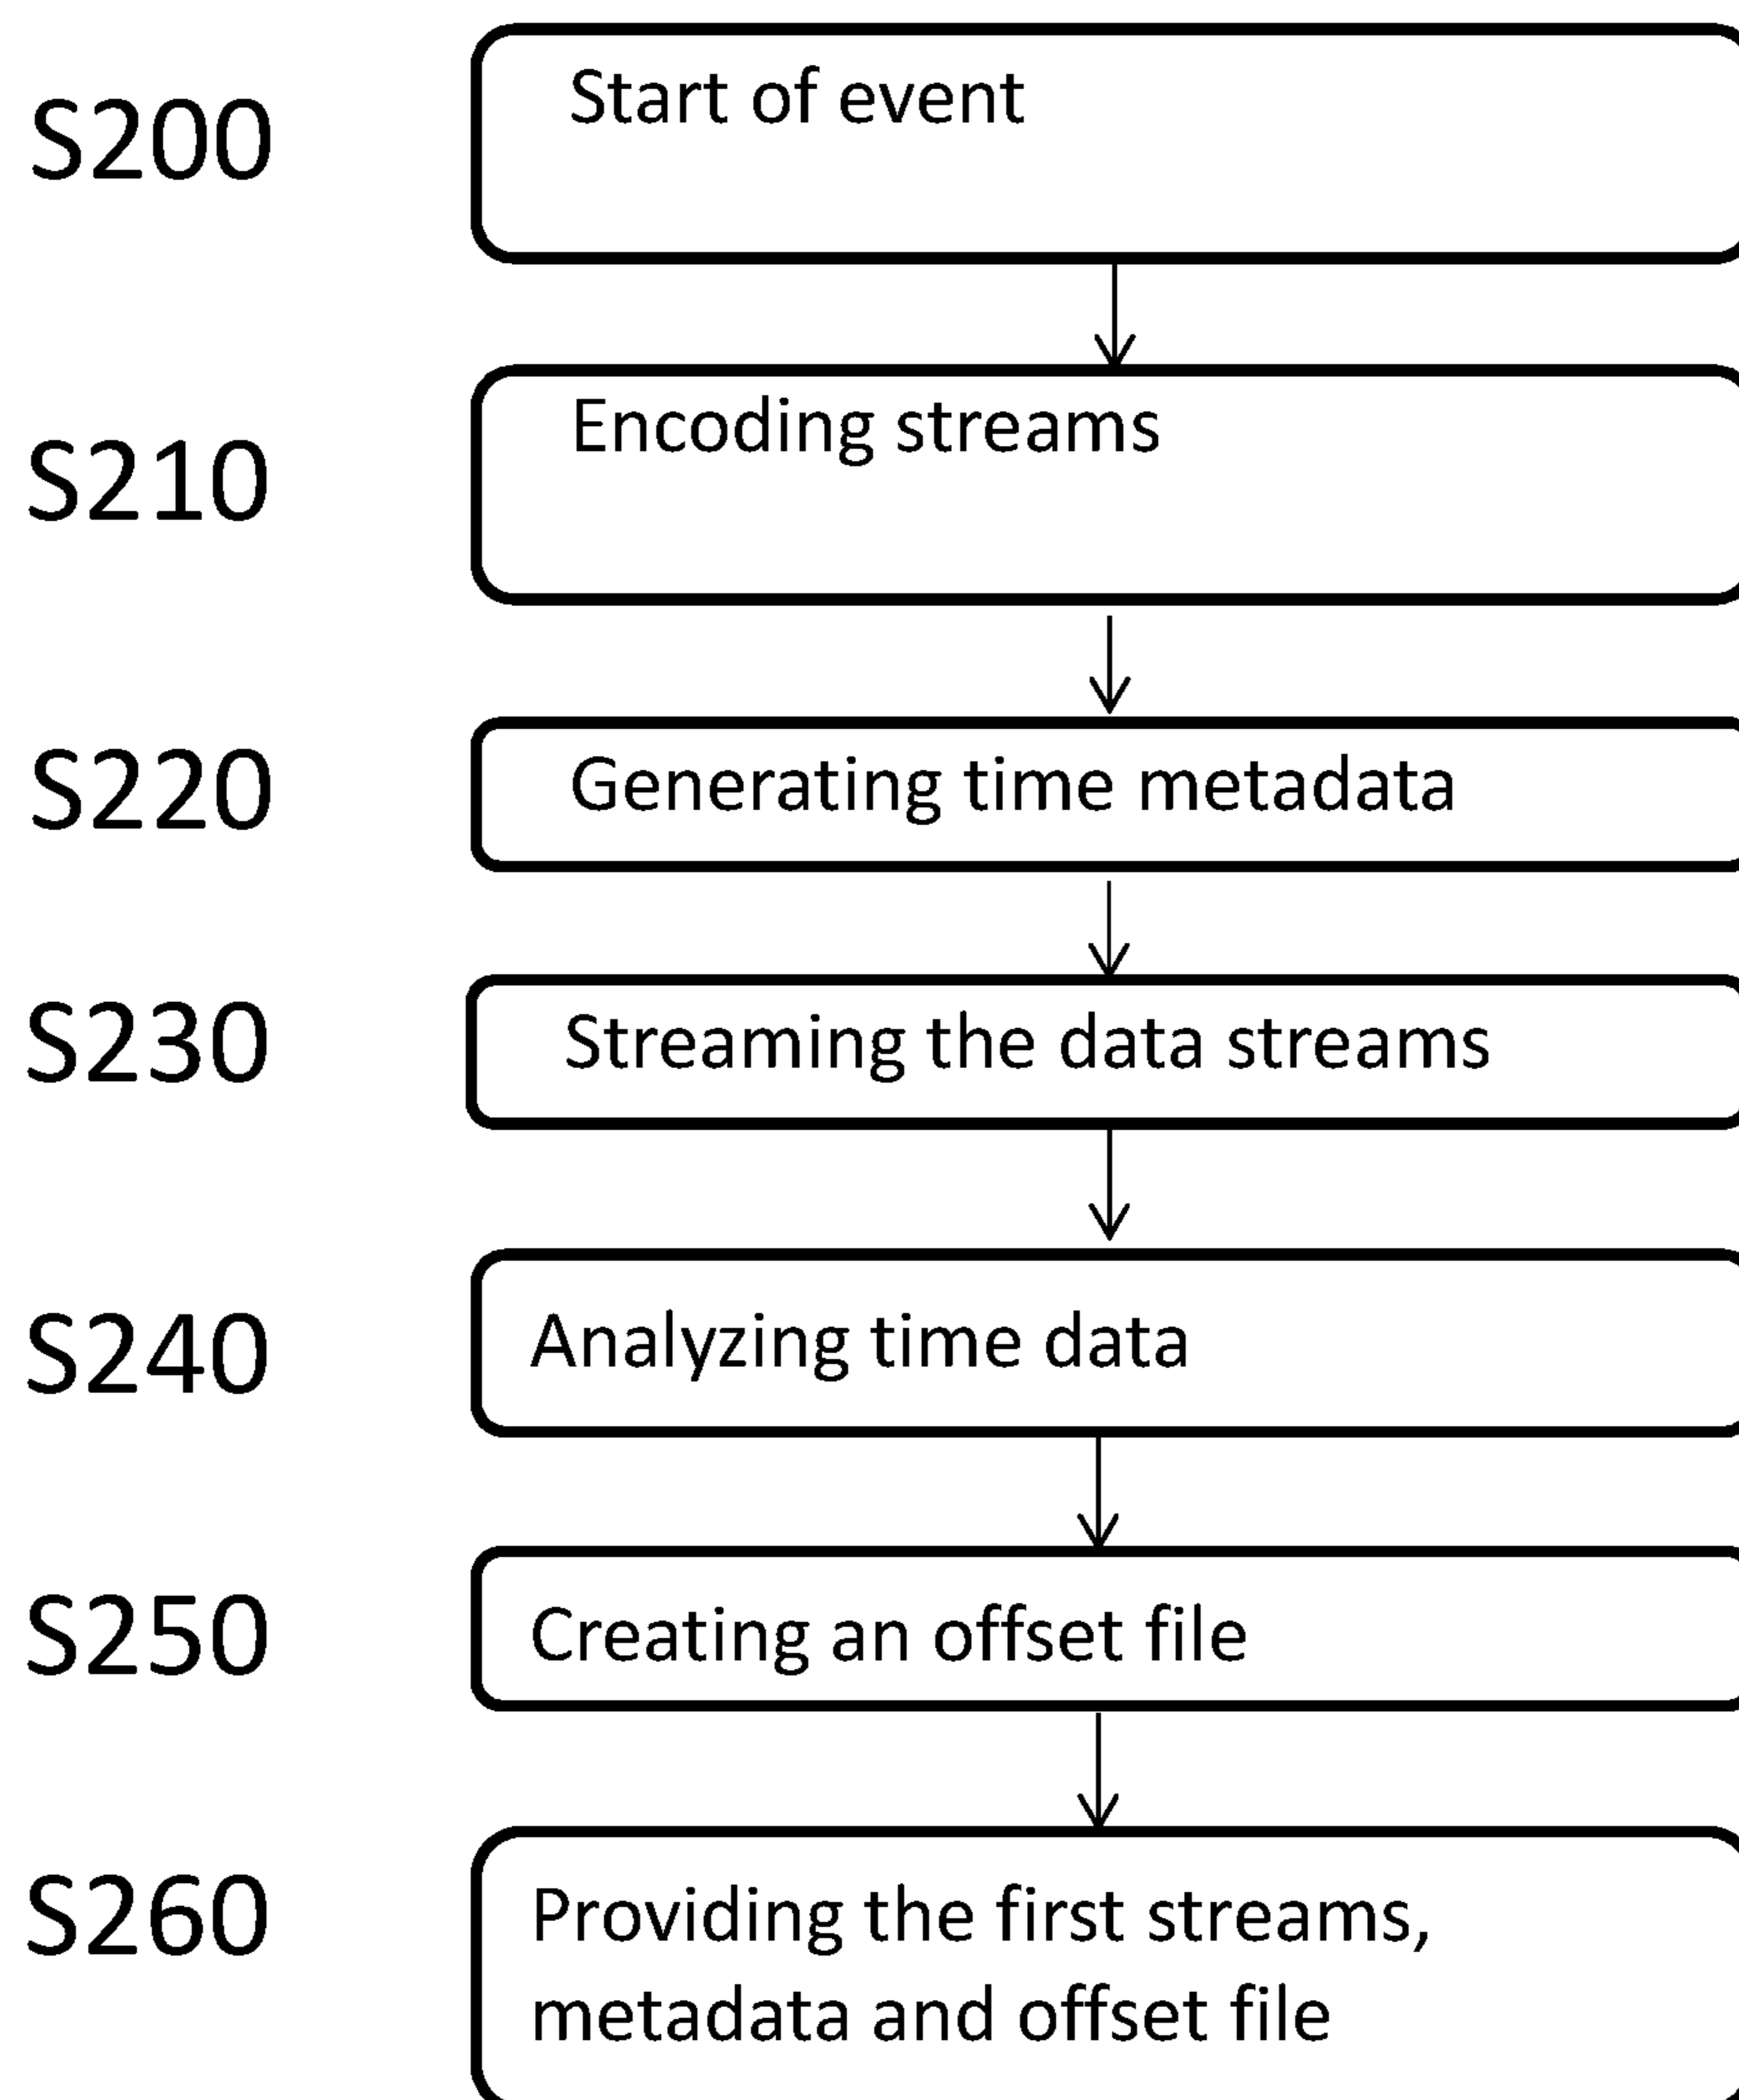 S200
Start of event
S210
Encoding streams
S220
Generating time metadata
S230
Streaming the data streams
S240
Analyzing time data
S250
Creating an offset file
S260
Providing the first streams,
metadata and offset file